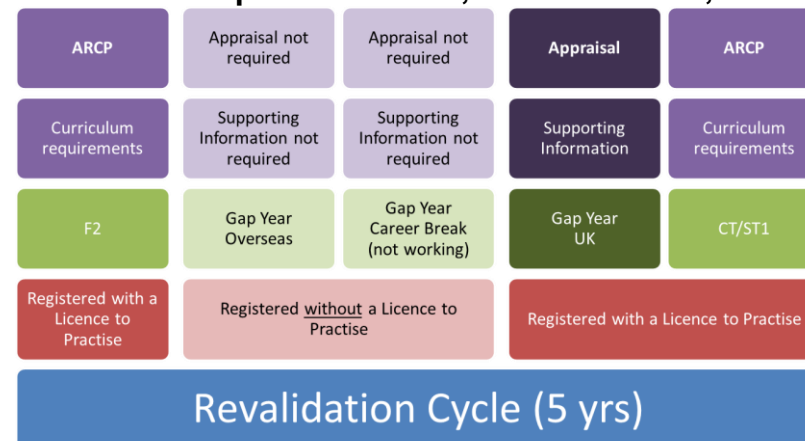 ARCP
Appraisal not
required
Appraisal not
required
Appraisal
ARCP
Curriculum
requirements
Supporting
Information not
required
Supporting
Information not
required
Supporting
Information
Curriculum
requirements
F2
Gap Year
Overseas
Gap Year
Career Break
(not working)
Gap Year
UK
CT/ST1
Registered with a
Licence to
Practise
Registered without a Licence to
Practise
Registered with a Licence to Practise
Revalidation Cycle (5 yrs)